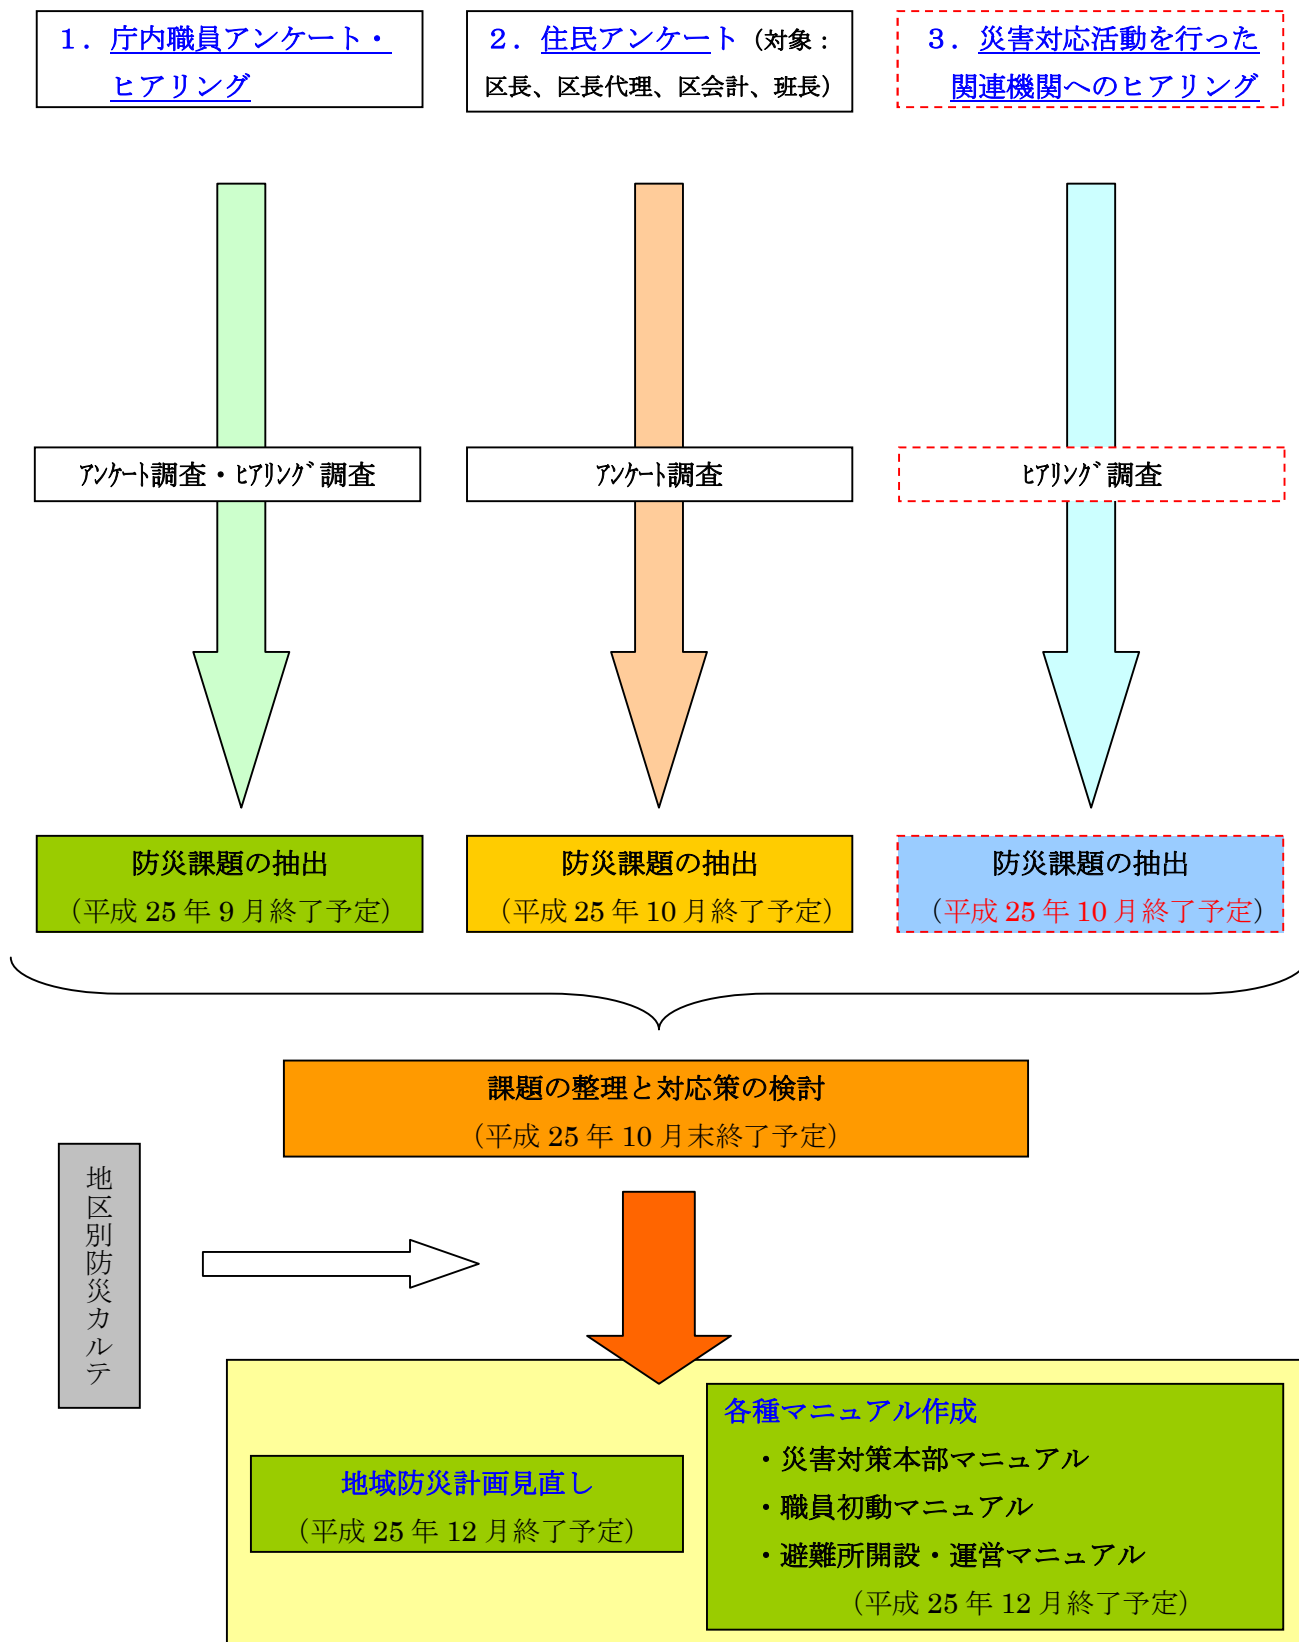 １．庁内職員アンケート・
ヒアリング
２．住民アンケート（対象：
区長、区長代理、区会計、班長）
３．災害対応活動を行った
関連機関へのヒアリング
ｱﾝｹｰﾄ調査・ﾋｱﾘﾝｸﾞ調査
ｱﾝｹｰﾄ調査
ﾋｱﾘﾝｸﾞ調査
防災課題の抽出
（平成 25 年 9 月終了予定）
防災課題の抽出
（平成 25 年 10 月終了予定）
防災課題の抽出
（平成 25 年 10 月終了予定）
課題の整理と対応策の検討
（平成 25 年 10 月末終了予定）
地区別防災カルテ
地域防災計画見直し
（平成 25 年 12 月終了予定）
各種マニュアル作成
・災害対策本部マニュアル
・職員初動マニュアル
・避難所開設・運営マニュアル
（平成 25 年 12 月終了予定）